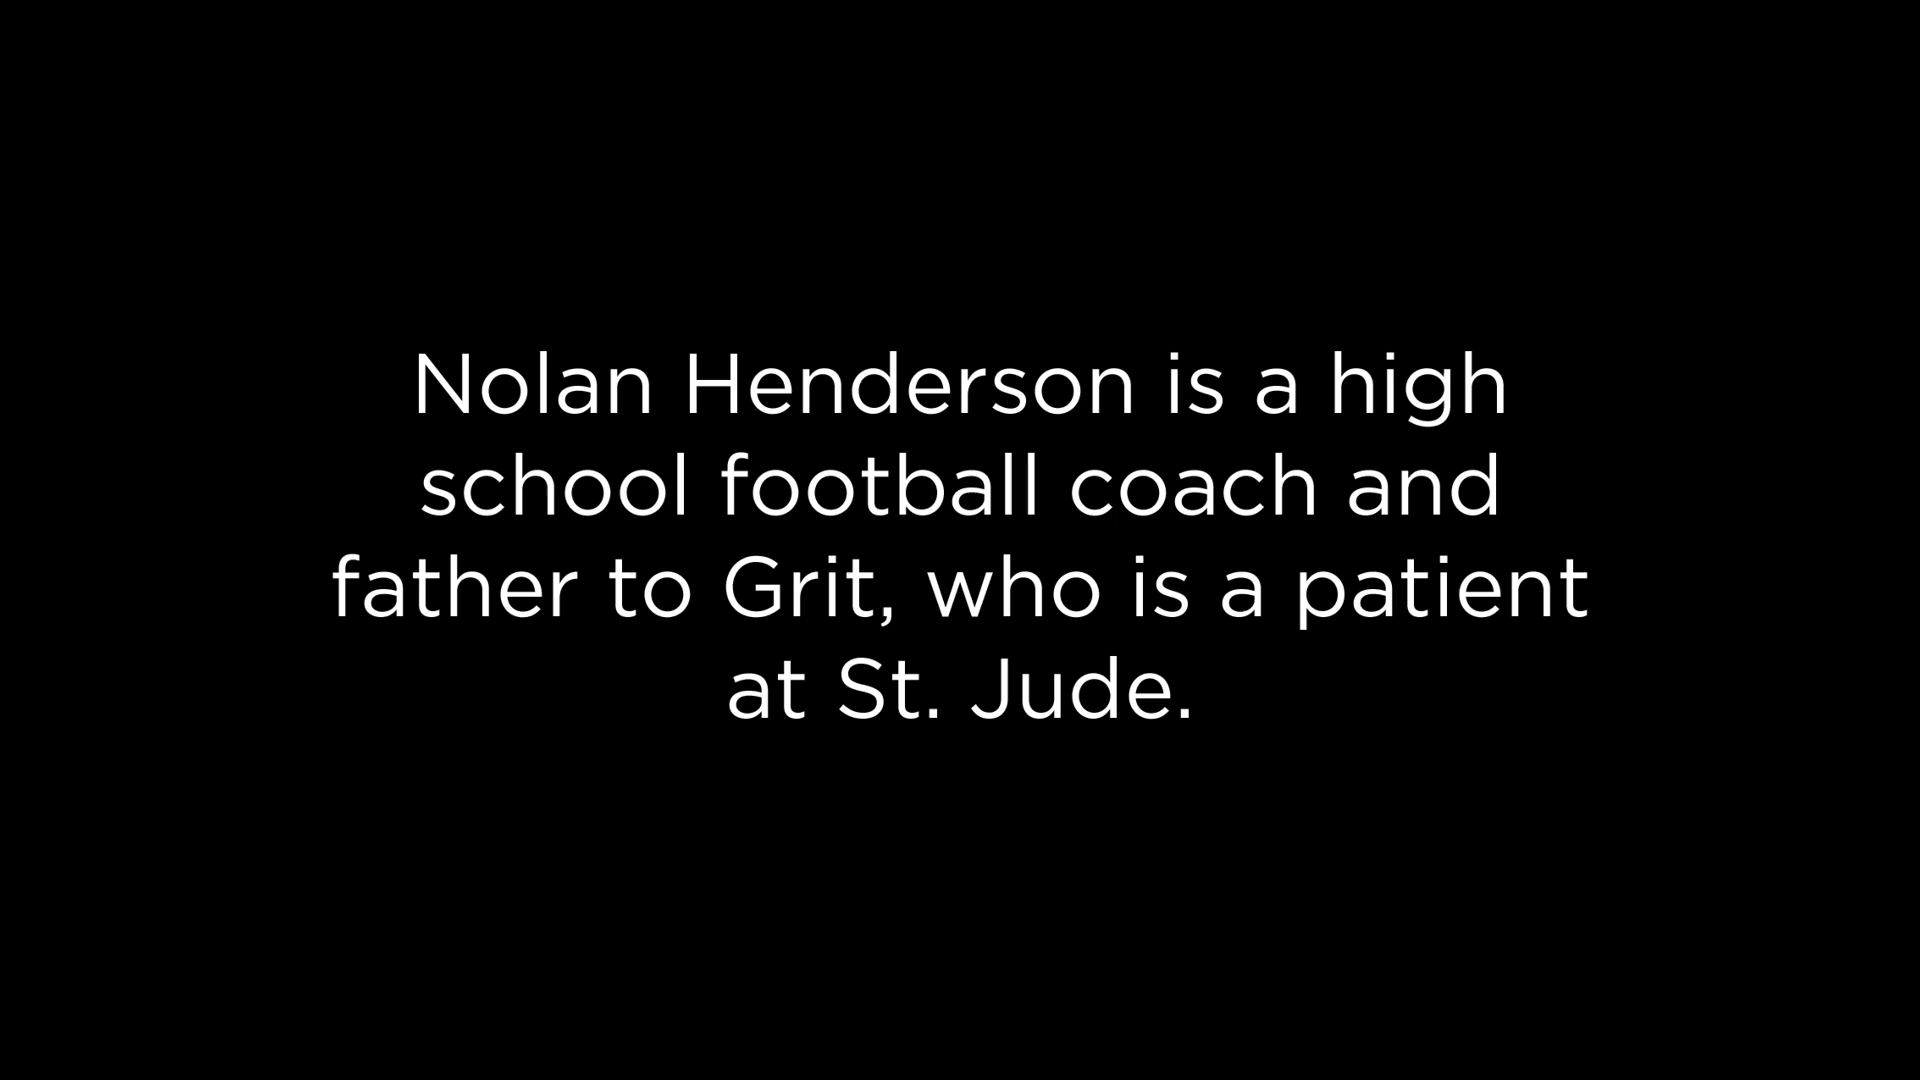 Nolan Henderson is a high
school football coach and
father to Grit, who is a patient
at St. Jude.